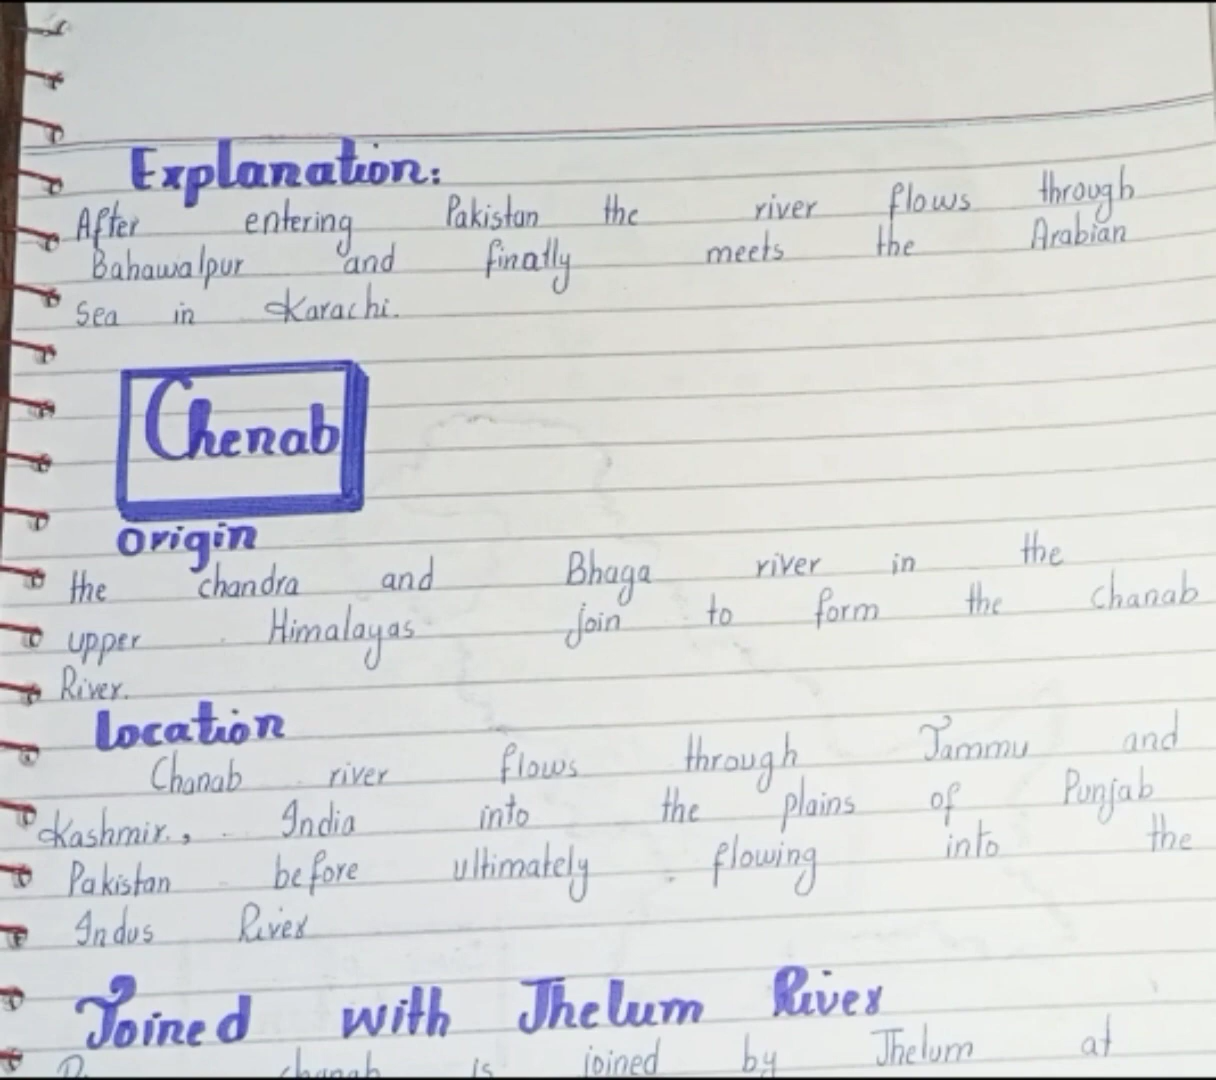 Explanation:
After entering Pakistan the river flows through
Bahawalpur and finally meets the Arabian
Sea in Karachi.
Chenab
Origin
the chandra and Bhaga river in the
upper Himalayas join to form the chanab
River.
Location
Chanab river flows through Jammu and
Kashmir., India into the plains of Punjab
Pakistan before ultimately flowing into the
Indus River
Joined with Jhelum River
chanab is joined by Jhelum at